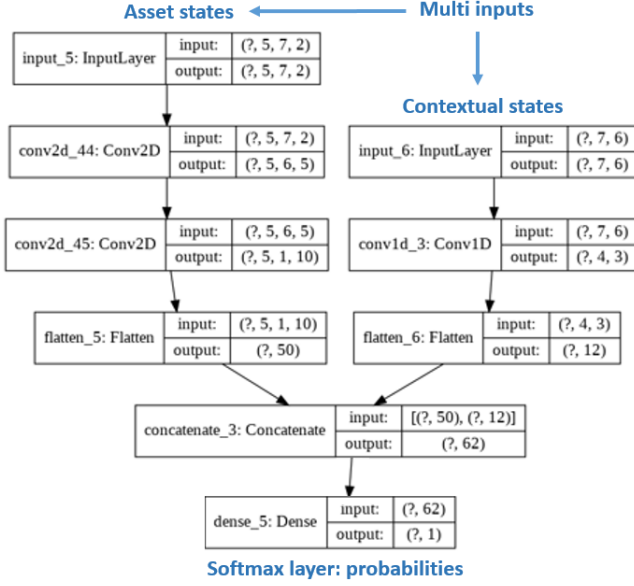 Asset states
Multi inputs
input_5: InputLayer
input: (?, 5, 7, 2)
output: (?, 5, 7, 2)
Contextual states
conv2d_44: Conv2D
input: (?, 5, 7, 2)
output: (?, 5, 6, 5)
input_6: InputLayer
input: (?, 7, 6)
output: (?, 7, 6)
conv2d_45: Conv2D
input: (?, 5, 6, 5)
output: (?, 5, 1, 10)
conv1d_3: Conv1D
input: (?, 7, 6)
output: (?, 4, 3)
flatten_5: Flatten
input: (?, 5, 1, 10)
output: (?, 50)
flatten_6: Flatten
input: (?, 4, 3)
output: (?, 12)
concatenate_3: Concatenate
input: [(?, 50), (?, 12)]
output: (?, 62)
dense_5: Dense
input: (?, 62)
output: (?, 1)
Softmax layer: probabilities